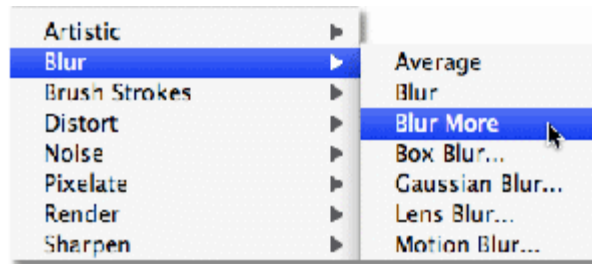 Artistic
Blur
Brush Strokes
Distort
Noise
Pixelate
Render
Sharpen
Average
Blur
Blur More
Box Blur...
Gaussian Blur...
Lens Blur...
Motion Blur...